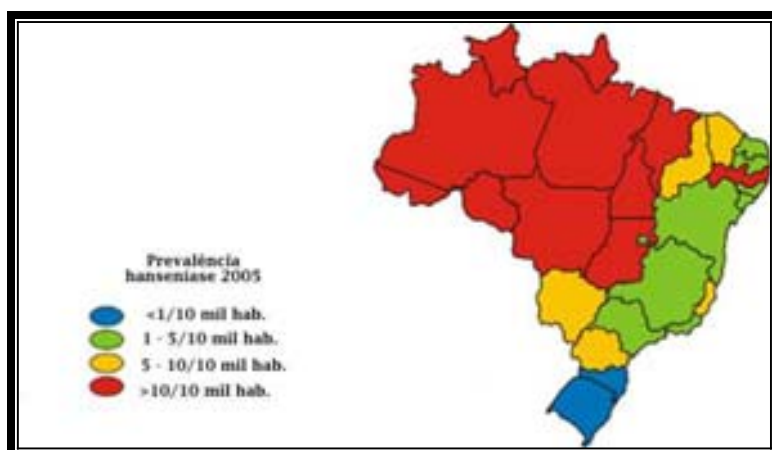 Prevalência
hanseníase 2005
<1/10 mil hab.
1 - 5/10 mil hab.
5 - 10/10 mil hab.
>10/10 mil hab.